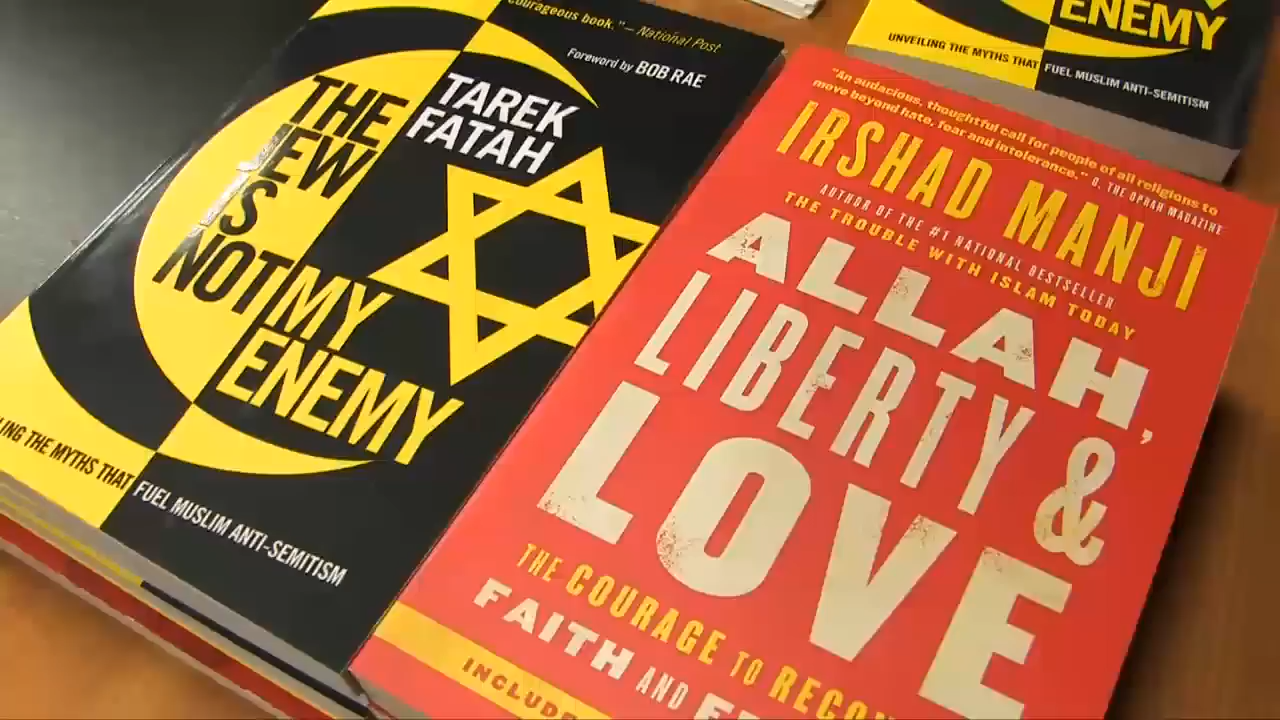 courageous book." — National Post
Foreword by BOB RAE
TAREK
FATAH
THE
JEW
IS
NOT MY
ENEMY
LING THE MYTHS THAT FUEL MUSLIM ANTI-SEMITISM
"An audacious, thoughtful call for people of all religions to
move beyond hate, fear and intolerance." O, THE OPRAH MAGAZINE
IRSHAD MANJI
AUTHOR OF THE #1 NATIONAL BESTSELLER
THE TROUBLE WITH ISLAM TODAY
ALLAH,
LIBERTY &
LOVE
THE COURAGE TO RECON
FAITH AND
INCLUDE
ENEMY
UNVEILING THE MYTHS THAT FUEL MUSLIM ANTI-SEMITISM